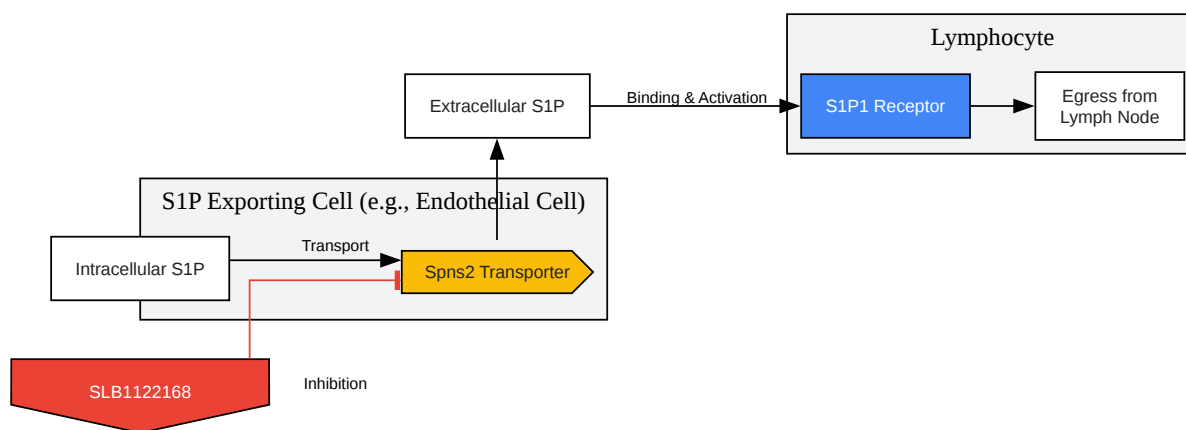 Lymphocyte
Extracellular S1P
Binding & Activation
S1P1 Receptor
Egress from
Lymph Node
S1P Exporting Cell (e.g., Endothelial Cell)
Intracellular S1P
Transport
Spns2 Transporter
SLB1122168
Inhibition